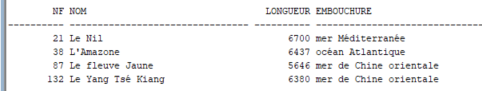 NF NOM LONGUEUR EMBOUCHURE
---------- ------------------------------ ---------- ------------------------------
21 Le Nil 6700 mer Méditerranée
38 L'Amazone 6437 océan Atlantique
87 Le fleuve Jaune 5646 mer de Chine orientale
132 Le Yang Tsé Kiang 6380 mer de Chine orientale